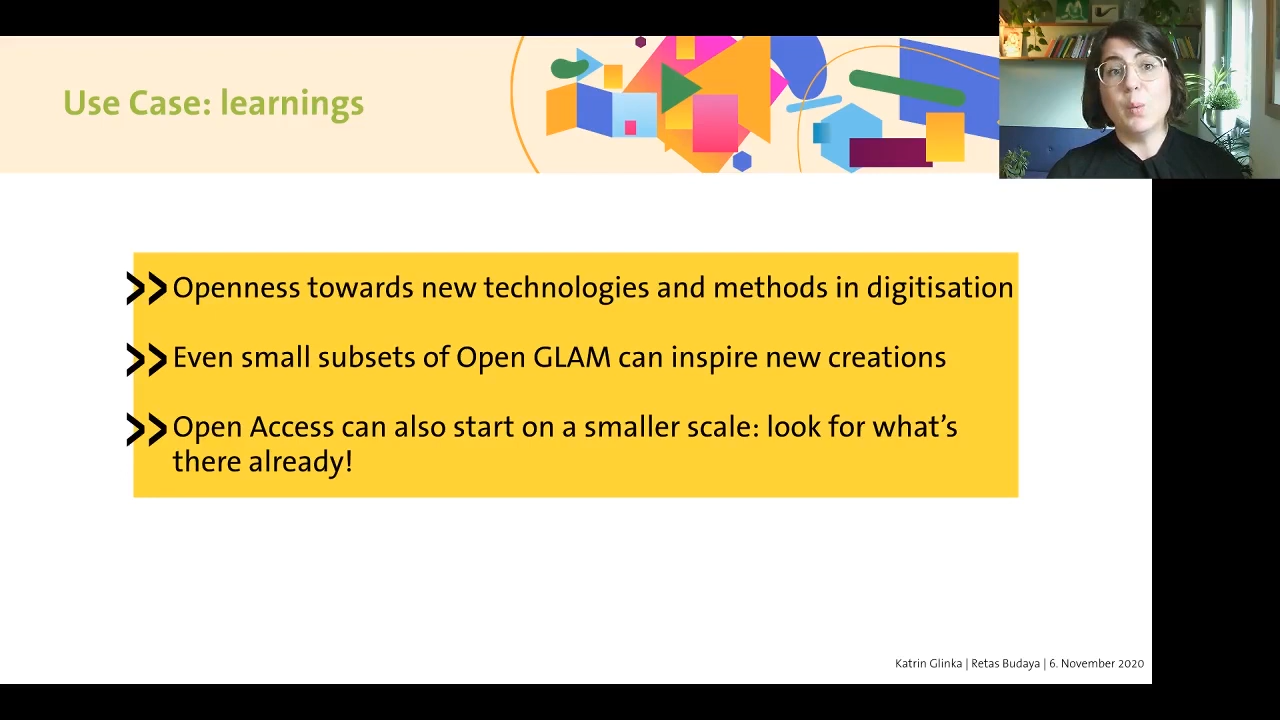 Use Case: learnings
>> Openness towards new technologies and methods in digitisation
>> Even small subsets of Open GLAM can inspire new creations
>> Open Access can also start on a smaller scale: look for what’s
there already!
Katrin Glinka | Retas Budaya | 6. November 2020